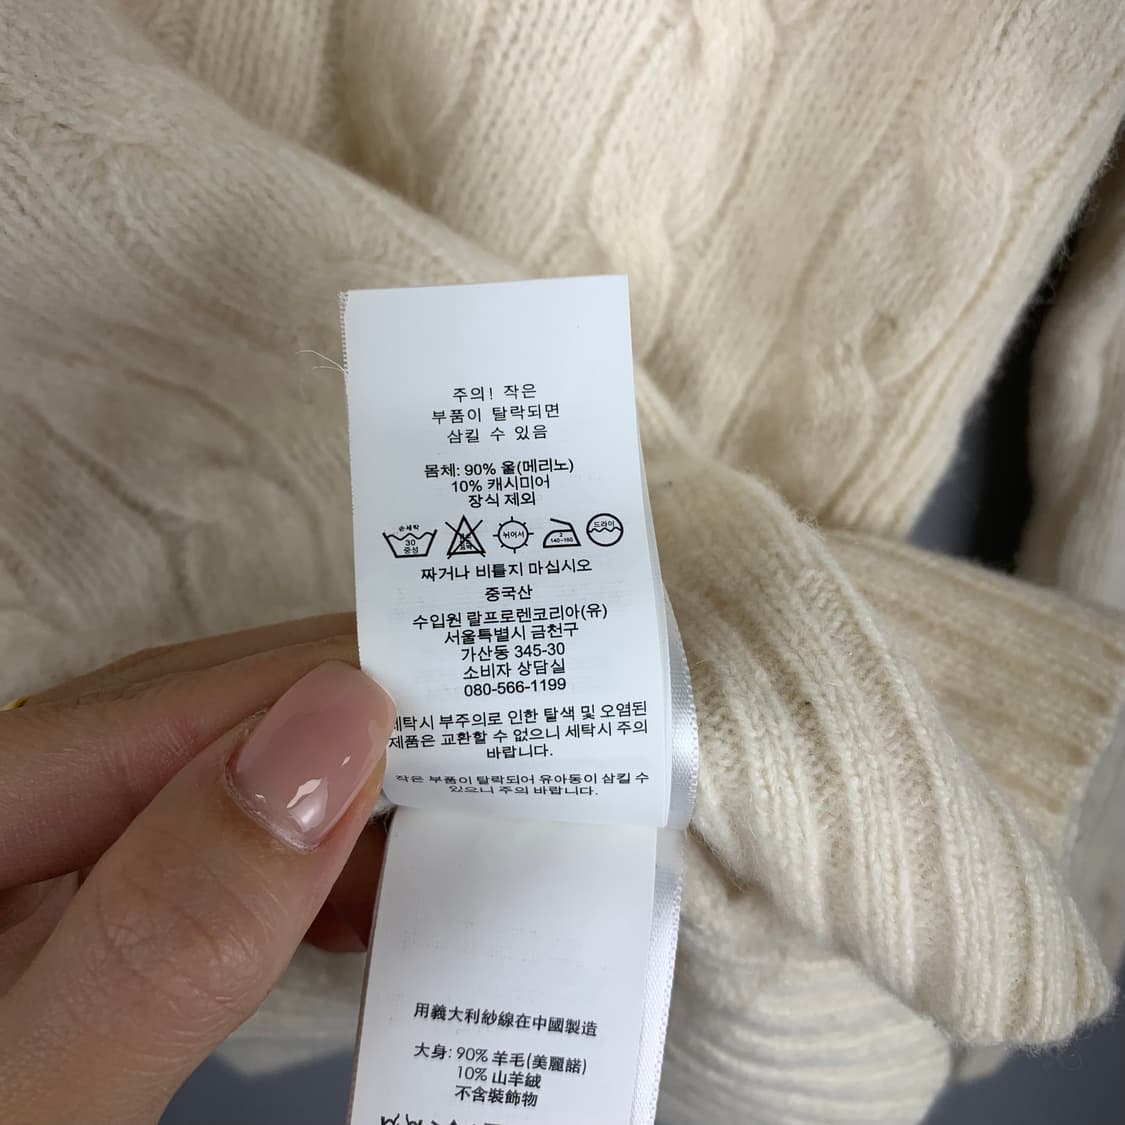 주의! 작은
부품이 탈락되면
삼킬 수 있음
몸체: 90% 울(메리노)
10% 캐시미어
장식 제외
손세탁
30
중성
뉘어서
2
140~160
드라이
짜거나 비틀지 마십시오
중국산
수입원 랄프로렌코리아(유)
서울특별시 금천구
가산동 345-30
소비자 상담실
080-566-1199
세탁시 부주의로 인한 탈색 및 오염된
제품은 교환할 수 없으니 세탁시 주의
바랍니다.
작은 부품이 탈락되어 유아동이 삼킬 수
있으니 주의 바랍니다.
用義大利紗線在中國製造
大身: 90% 羊毛(美麗諾)
10% 山羊絨
不含裝飾物